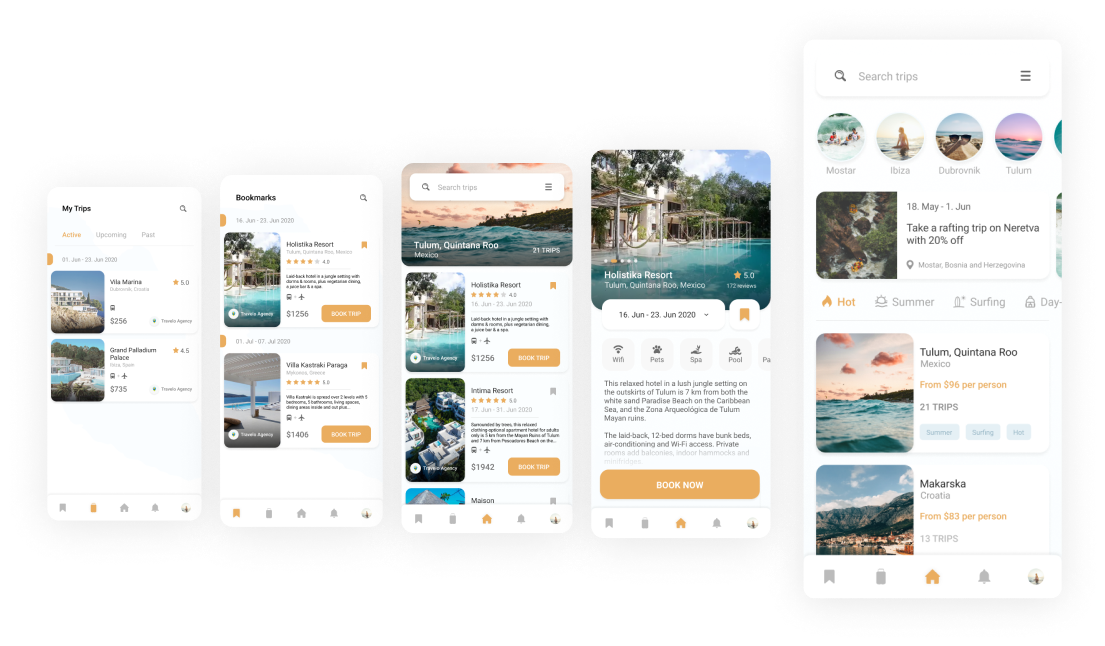 My Trips
Active Upcoming Past
01. Jun - 23. Jun 2020
Vila Marina
5.0
Dubrovnik, Croatia
$256
Travelo Agency
Grand Palladium
Palace
4.5
Ibiza, Spain
$735
Travelo Agency
Bookmarks
16. Jun - 23. Jun 2020
Holistika Resort
Tulum, Quintana Roo, Mexico
4.0
Laid-back hotel in a jungle setting with
dorms & rooms, plus vegetarian dining,
a juice bar & a spa.
Travelo Agency
$1256
BOOK TRIP
01. Jul - 07. Jul 2020
Villa Kastraki Paraga
Mykonos, Greece
5.0
Villa Kastraki is spread over 2 levels with 5
bedrooms, 5 bathrooms, living spaces,
dining areas inside and out plus...
Travelo Agency
$1406
BOOK TRIP
Search trips
Tulum, Quintana Roo
Mexico
21 TRIPS
Holistika Resort
4.0
16. Jun - 23. Jun 2020
Laid-back hotel in a jungle setting with
dorms & rooms, plus vegetarian dining,
a juice bar & a spa.
Travelo Agency
$1256
BOOK TRIP
Intima Resort
5.0
17. Jun - 31. Jun 2020
Surrounded by trees, this relaxed
clothing-optional apartment hotel for adults
only is 5 km from the Mayan Ruins of Tulum
and 7 km from Pescadores Beach on the...
Travelo Agency
$1942
BOOK TRIP
Maison
Holistika Resort
5.0
Tulum, Quintana Roo, Mexico
172 reviews
16. Jun - 23. Jun 2020
Wifi Pets Spa Pool Pa
This relaxed hotel in a lush jungle setting on
the outskirts of Tulum is 7 km from both the
white sand Paradise Beach on the Caribbean
Sea, and the Zona Arqueológica de Tulum
Mayan ruins.
The laid-back, 12-bed dorms have bunk beds,
air-conditioning and Wi-Fi access. Private
rooms add balconies, indoor hammocks and
BOOK NOW
Search trips
Mostar Ibiza Dubrovnik Tulum
18. May - 1. Jun
Take a rafting trip on Neretva
with 20% off
Mostar, Bosnia and Herzegovina
Hot Summer Surfing Day-
Tulum, Quintana Roo
Mexico
From $96 per person
21 TRIPS
Summer Surfing Hot
Makarska
Croatia
From $83 per person
13 TRIPS